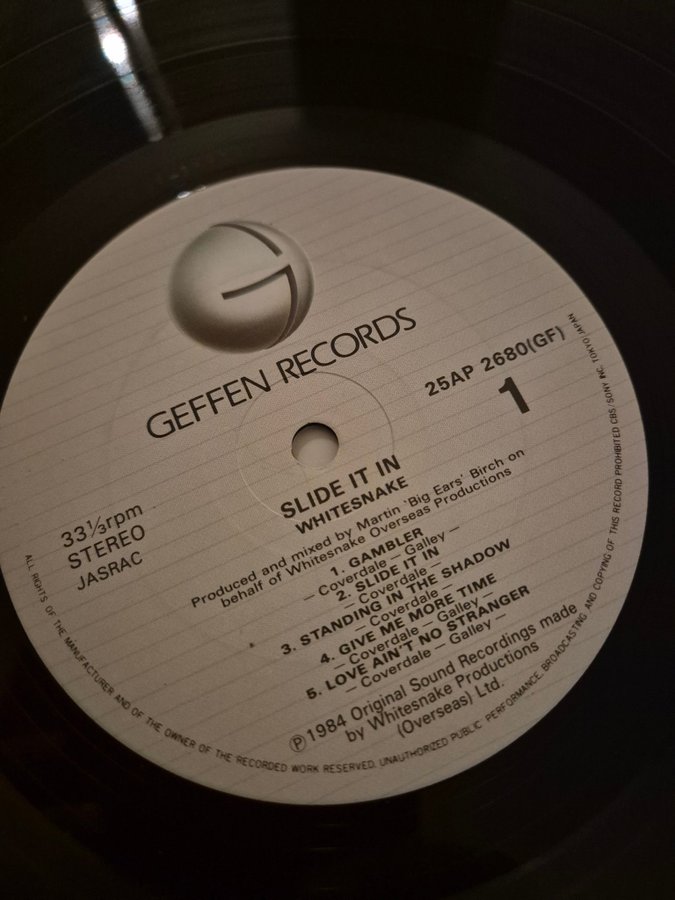 GEFFEN RECORDS
25AP 2680(GF)
1
SLIDE IT IN
WHITESNAKE
33⅓rpm
STEREO
JASRAC
Produced and mixed by Martin 'Big Ears' Birch on
behalf of Whitesnake Overseas Productions
1. GAMBLER
– Coverdale – Galley –
2. SLIDE IT IN
– Coverdale –
3. STANDING IN THE SHADOW
– Coverdale –
4. GIVE ME MORE TIME
– Coverdale – Galley –
5. LOVE AIN'T NO STRANGER
– Coverdale – Galley –
Ⓟ1984 Original Sound Recordings made
by Whitesnake Productions
(Overseas) Ltd.
ALL RIGHTS OF THE MANUFACTURER AND OF THE OWNER OF THE RECORDED WORK RESERVED. UNAUTHORIZED PUBLIC PERFORMANCE, BROADCASTING AND COPYING OF THIS RECORD PROHIBITED CBS/SONY INC. TOKYO JAPAN